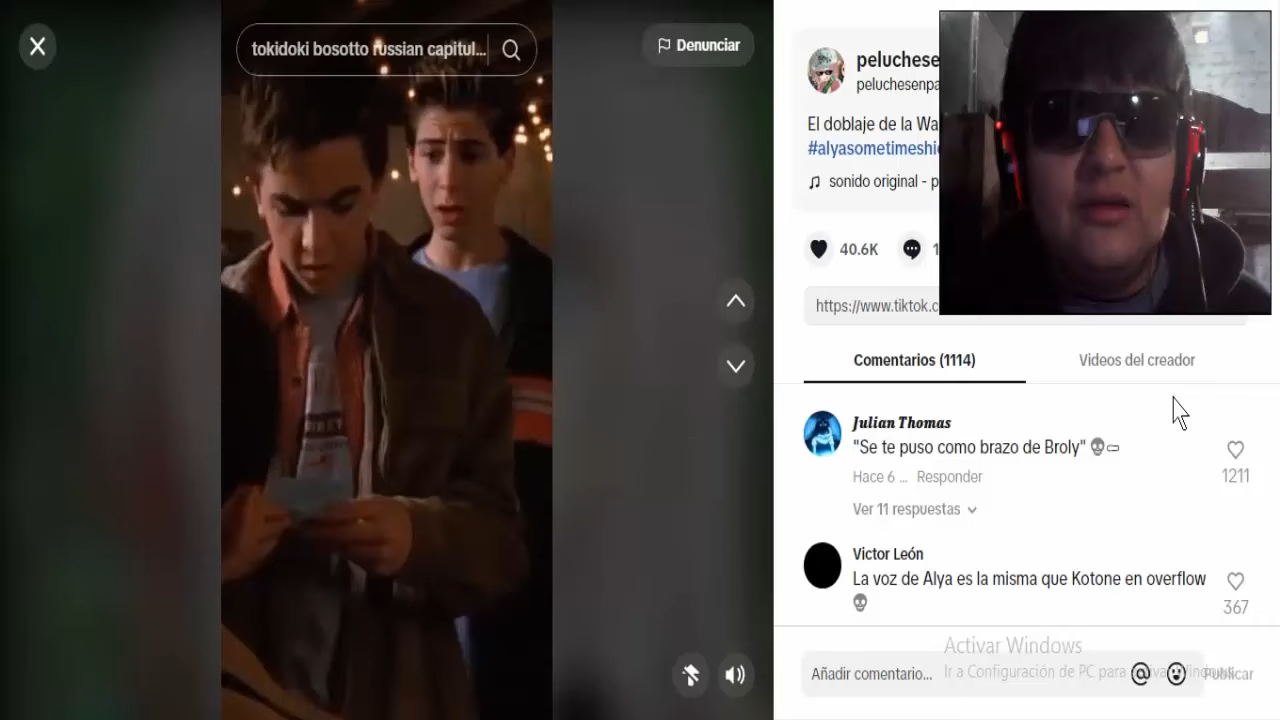 tokidoki bosotto russian capitul...
Denunciar
peluchese
peluchesenpa
El doblaje de la Wa
#alyasometimeshi
sonido original - p
40.6K
1
https://www.tiktok.c
Comentarios (1114)
Videos del creador
Julian Thomas
"Se te puso como brazo de Broly"
1211
Hace 6 ... Responder
Ver 11 respuestas
Victor León
La voz de Alya es la misma que Kotone en overflow
367
Activar Windows
Ir a Configuración de PC para activar Windows
Añadir comentario...
Publicar